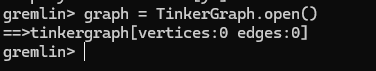 gremlin> graph = TinkerGraph.open()
==>tinkergraph[vertices:0 edges:0]
gremlin>